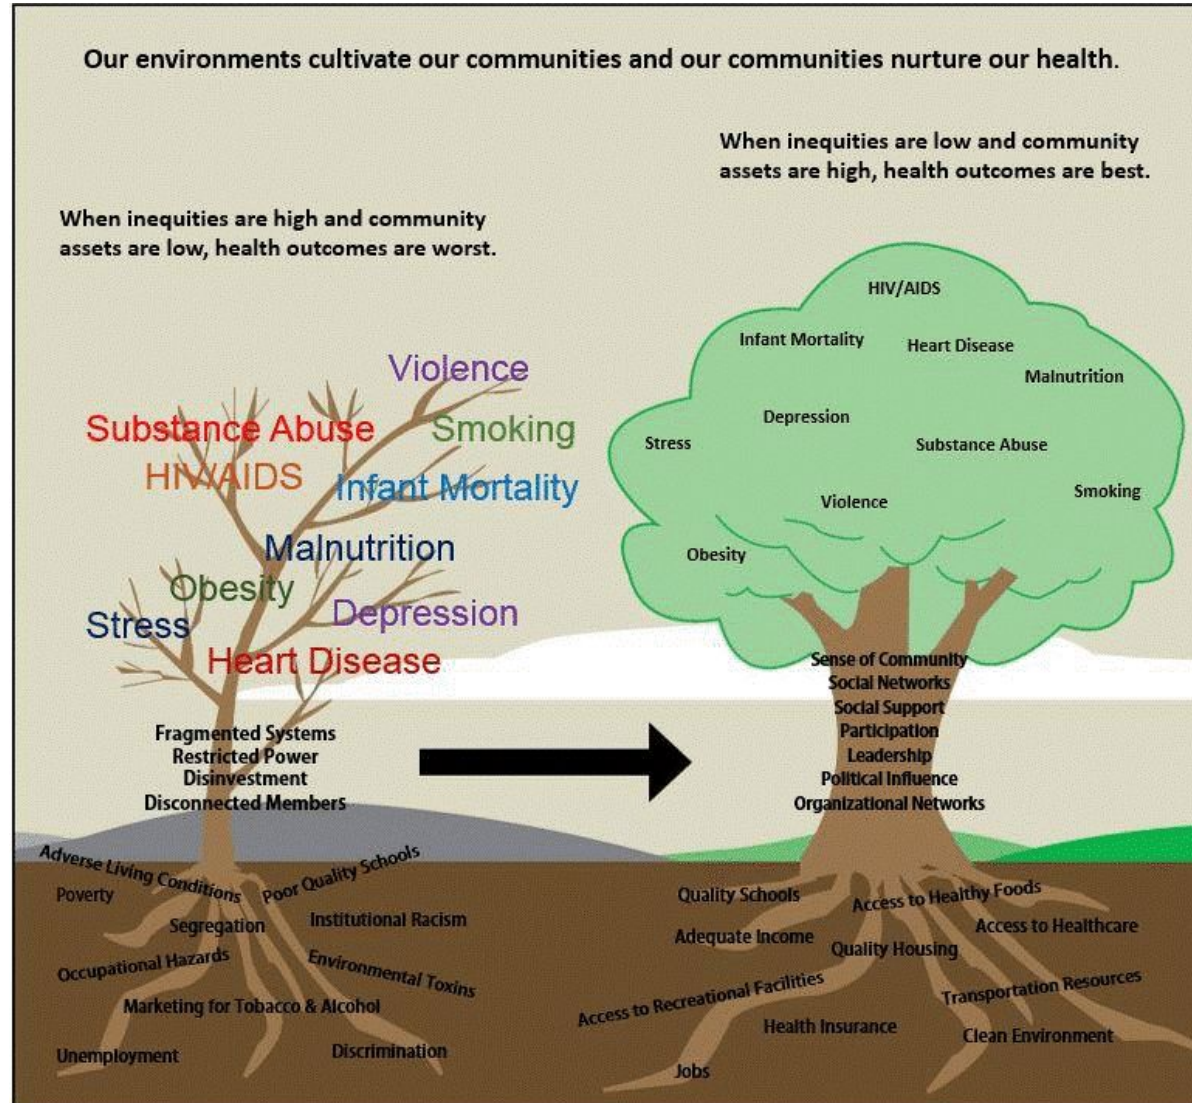 Our environments cultivate our communities and our communities nurture our health.
When inequities are high and community
assets are low, health outcomes are worst.
Violence
Substance Abuse
Smoking
HIV/AIDS
Infant Mortality
Malnutrition
Obesity
Depression
Stress
Heart Disease
Fragmented Systems
Restricted Power
Disinvestment
Disconnected Members
Adverse Living Conditions
Poor Quality Schools
Poverty
Segregation
Institutional Racism
Occupational Hazards
Environmental Toxins
Marketing for Tobacco & Alcohol
Unemployment
Discrimination
When inequities are low and community
assets are high, health outcomes are best.
HIV/AIDS
Infant Mortality
Heart Disease
Malnutrition
Depression
Stress
Substance Abuse
Smoking
Violence
Obesity
Sense of Community
Social Networks
Social Support
Participation
Leadership
Political Influence
Organizational Networks
Quality Schools
Access to Healthy Foods
Adequate Income
Access to Healthcare
Quality Housing
Access to Recreational Facilities
Transportation Resources
Health Insurance
Clean Environment
Jobs